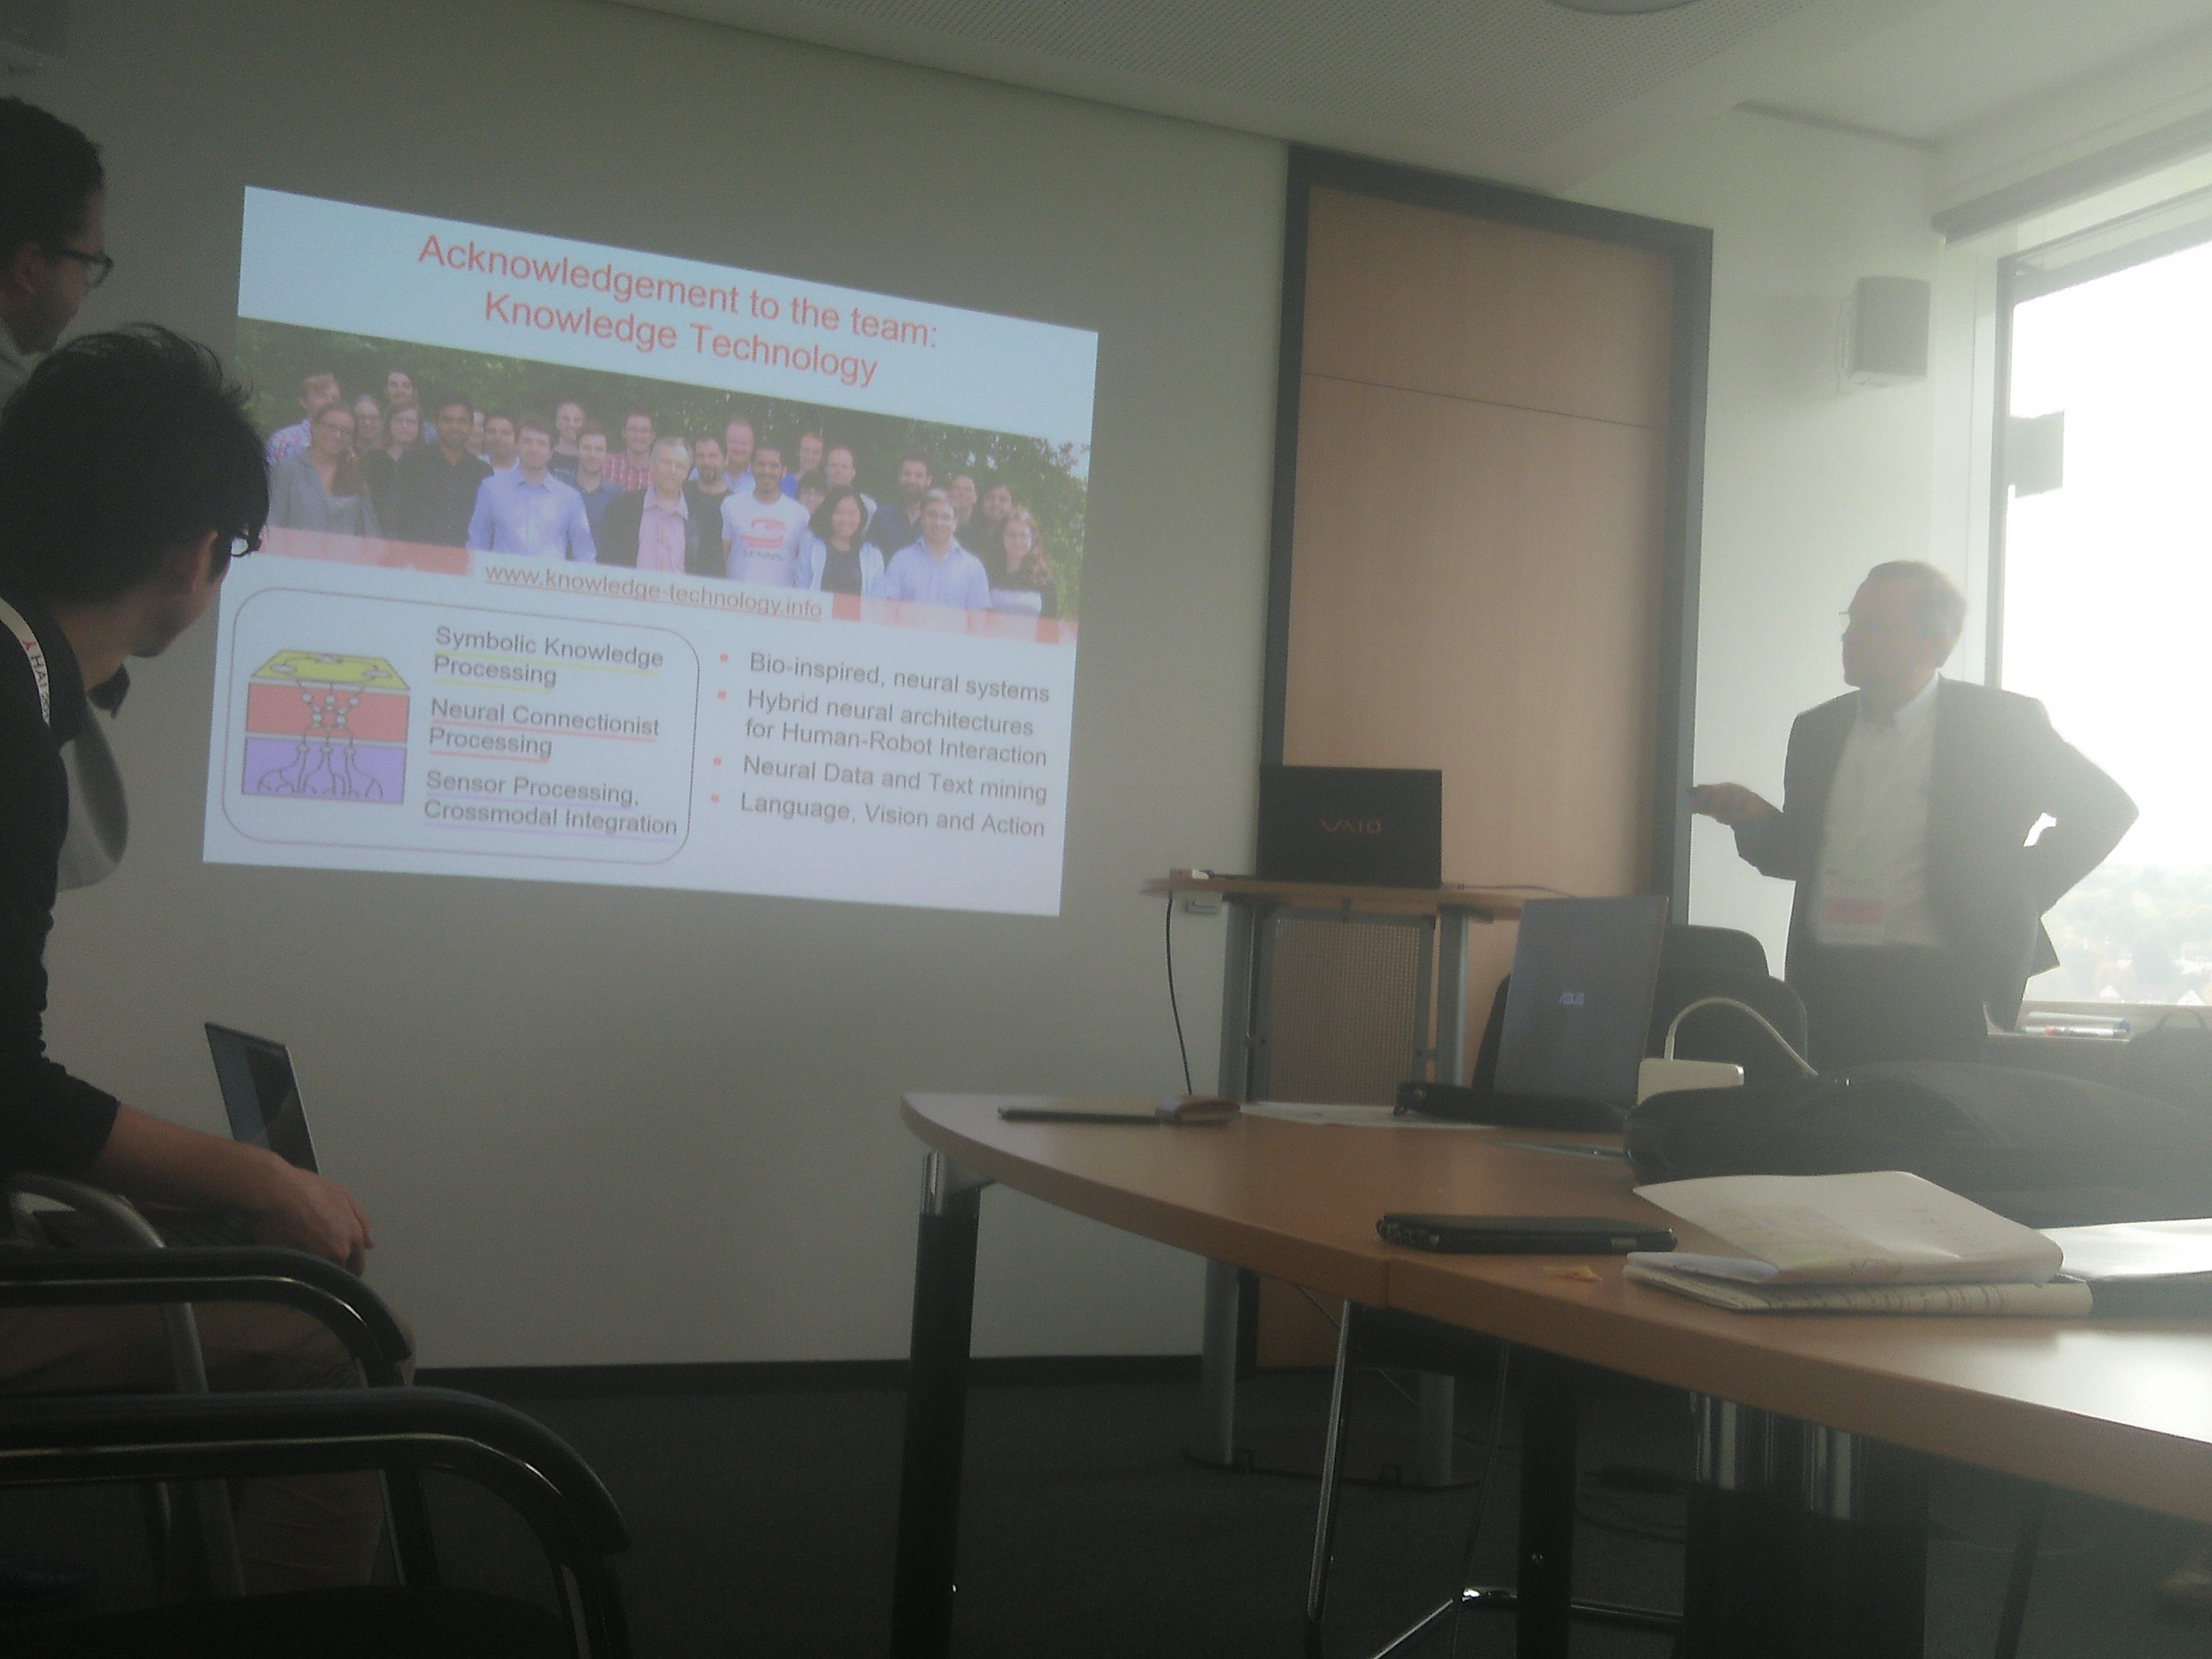 Acknowledgement to the team:
Knowledge Technology
www.knowledge-technology.info
Symbolic Knowledge
Processing
Neural Connectionist
Processing
Sensor Processing,
Crossmodal Integration
Bio-inspired, neural systems
Hybrid neural architectures
for Human-Robot Interaction
Neural Data and Text mining
Language, Vision and Action
VAIO
ASUS
HAI